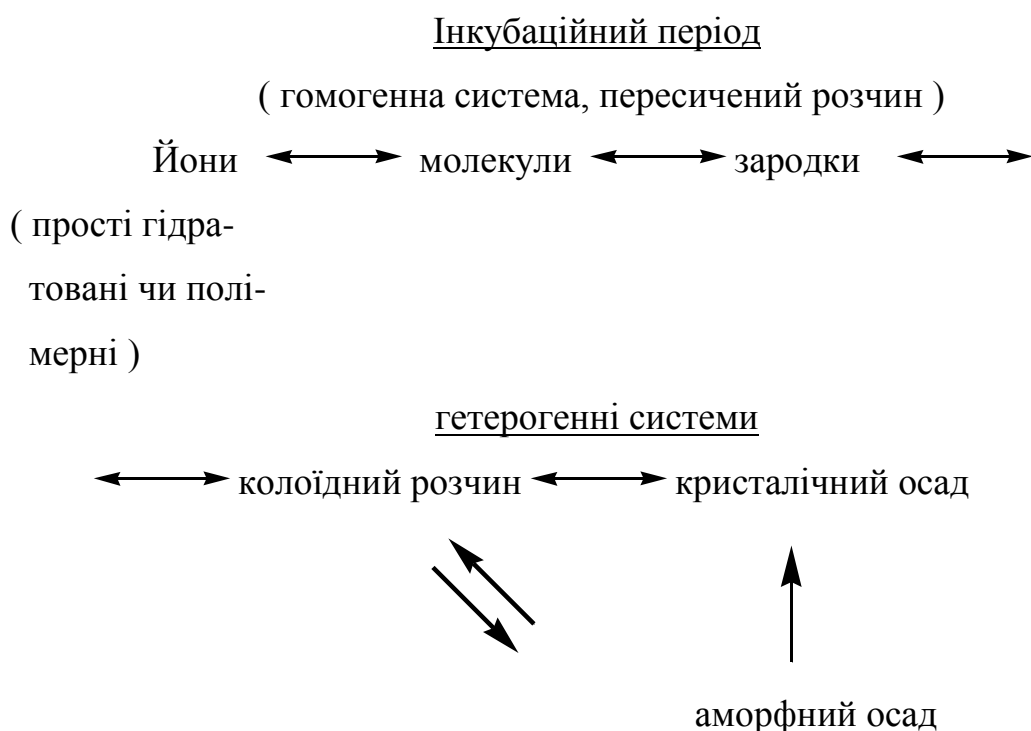 Інкубаційний період
( гомогенна система, пересичений розчин )
Йони молекули зародки
( прості гідра-
товані чи полі-
мерні )
гетерогенні системи
колоїдний розчин кристалічний осад
аморфний осад